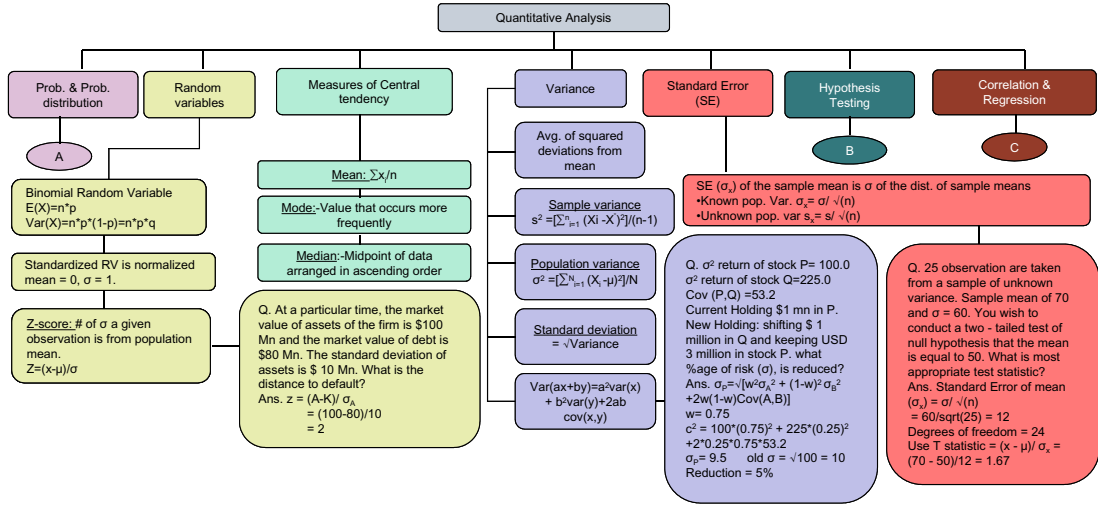 Quantitative Analysis
Prob. & Prob.
distribution
A
Random
variables
Binomial Random Variable
E(X)=n*p
Var(X)=n*p*(1-p)=n*p*q
Standardized RV is normalized
mean = 0, σ = 1.
Z-score: # of σ a given
observation is from population
mean.
Z=(x-µ)/σ
Q. At a particular time, the market
value of assets of the firm is $100
Mn and the market value of debt is
$80 Mn. The standard deviation of
assets is $ 10 Mn. What is the
distance to default?
Ans. z = (A-K)/ σA
= (100-80)/10
= 2
Measures of Central
tendency
Mean: ∑xi/n
Mode:-Value that occurs more
frequently
Median:-Midpoint of data
arranged in ascending order
Variance
Avg. of squared
deviations from
mean
Sample variance
s² =[∑ⁿi=1 (Xi -X)²]/(n-1)
Population variance
σ² =[∑ᴺi=1 (Xi -µ)²]/N
Standard deviation
= √Variance
Var(ax+by)=a²var(x)
+ b²var(y)+2ab
cov(x,y)
Q. σ² return of stock P= 100.0
σ² return of stock Q=225.0
Cov (P,Q) =53.2
Current Holding $1 mn in P.
New Holding: shifting $ 1
million in Q and keeping USD
3 million in stock P. what
%age of risk (σ), is reduced?
Ans. σP=√[w²σA² + (1-w)² σB²
+2w(1-w)Cov(A,B)]
w= 0.75
c² = 100*(0.75)² + 225*(0.25)²
+2*0.25*0.75*53.2
σP= 9.5 old σ = √100 = 10
Reduction = 5%
Standard Error
(SE)
SE (σx) of the sample mean is σ of the dist. of sample means
•Known pop. Var. σx= σ/ √(n)
•Unknown pop. var sx= s/ √(n)
Q. 25 observation are taken
from a sample of unknown
variance. Sample mean of 70
and σ = 60. You wish to
conduct a two - tailed test of
null hypothesis that the mean
is equal to 50. What is most
appropriate test statistic?
Ans. Standard Error of mean
(σx) = σ/ √(n)
= 60/sqrt(25) = 12
Degrees of freedom = 24
Use T statistic = (x - µ)/ σx =
(70 - 50)/12 = 1.67
Hypothesis
Testing
B
Correlation &
Regression
C